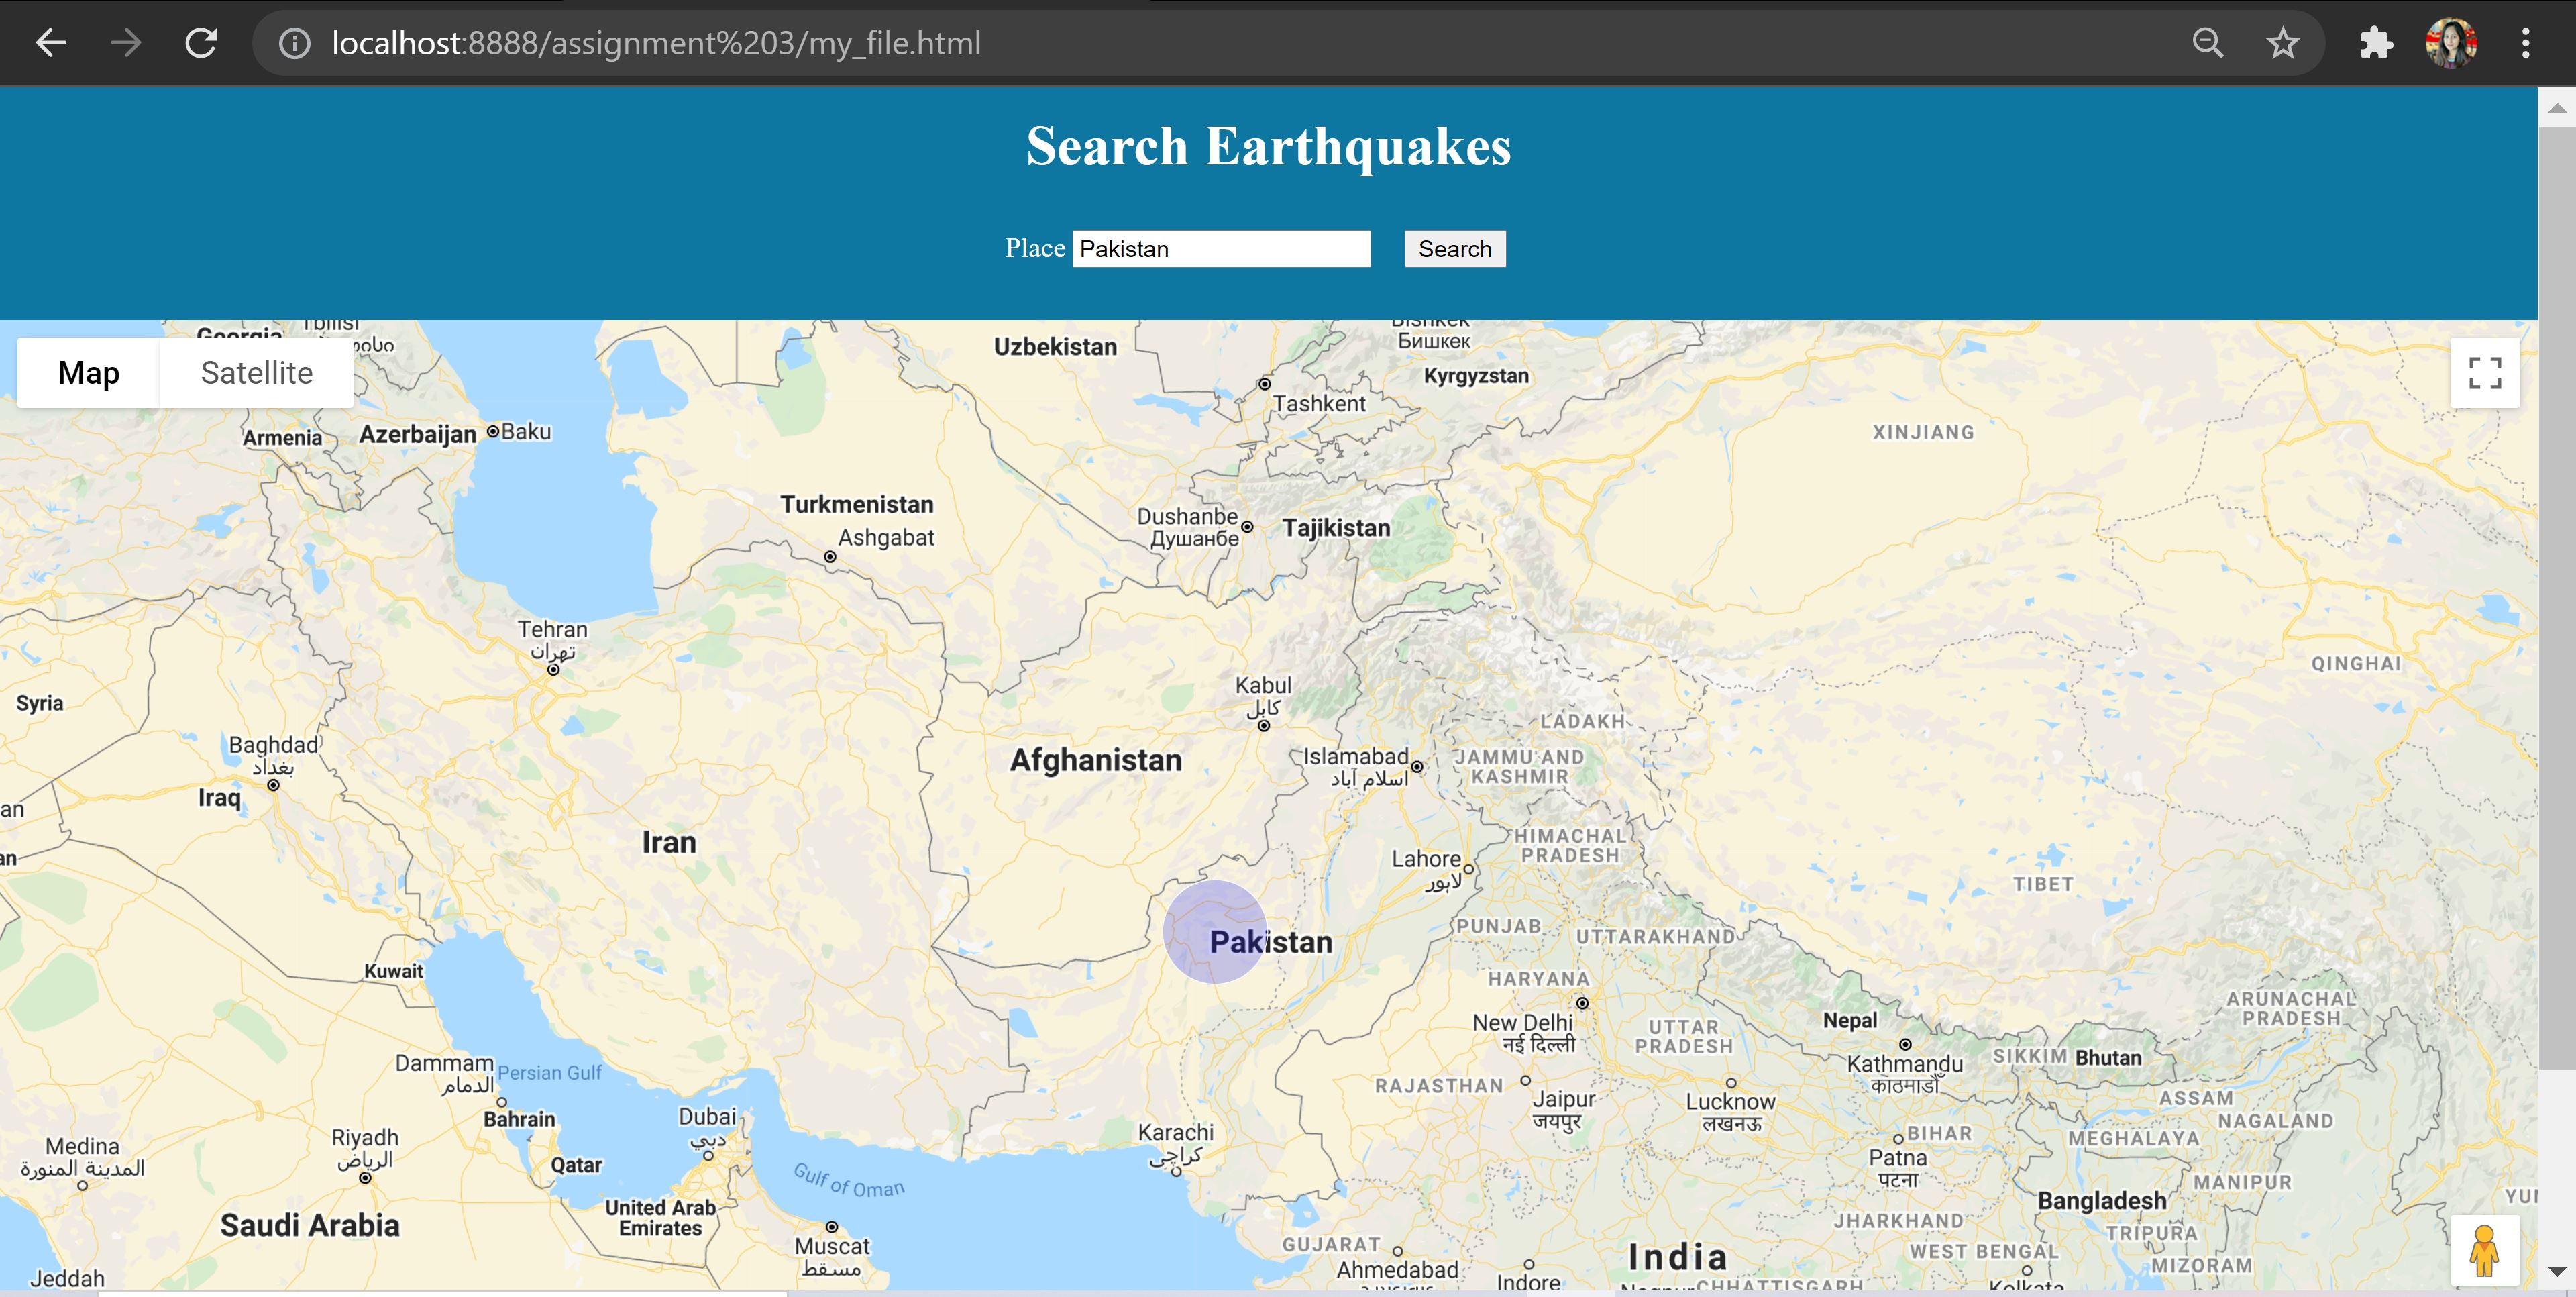 localhost:8888/assignment%203/my_file.html
Search Earthquakes
Place Pakistan Search
Map Satellite
Georgia
Tbilisi
Uzbekistan
Bishkek
Бишкек
Kyrgyzstan
Tashkent
XINJIANG
Armenia
Azerbaijan
Baku
Turkmenistan
Ashgabat
Dushanbe
Душанбе
Tajikistan
Tehran
تهران
QINGHAI
Syria
Kabul
کابل
LADAKH
Baghdad
بغداد
Iraq
Afghanistan
Islamabad
اسلام آباد
JAMMU AND
KASHMIR
an
Iran
HIMACHAL
PRADESH
an
Lahore
لاہور
TIBET
PUNJAB
UTTARAKHAND
Pakistan
Kuwait
HARYANA
ARUNACHAL
PRADESH
New Delhi
नई दिल्ली
UTTAR
PRADESH
Nepal
Kathmandu
काठमाडौँ
SIKKIM
Bhutan
Dammam
الدمام
Persian Gulf
RAJASTHAN
Jaipur
जयपुर
Lucknow
लखनऊ
ASSAM
NAGALAND
Bahrain
Dubai
دبي
Karachi
کراچی
BIHAR
MEGHALAYA
Medina
المدينة المنورة
Riyadh
الرياض
Qatar
Gulf of Oman
Patna
पटना
MANIPUR
Bangladesh
United Arab
Emirates
Saudi Arabia
JHARKHAND
TRIPURA
Muscat
مسقط
GUJARAT
Ahmedabad
India
WEST BENGAL
MIZORAM
Jeddah
Indore
CHHATTISGARH
Kolkata